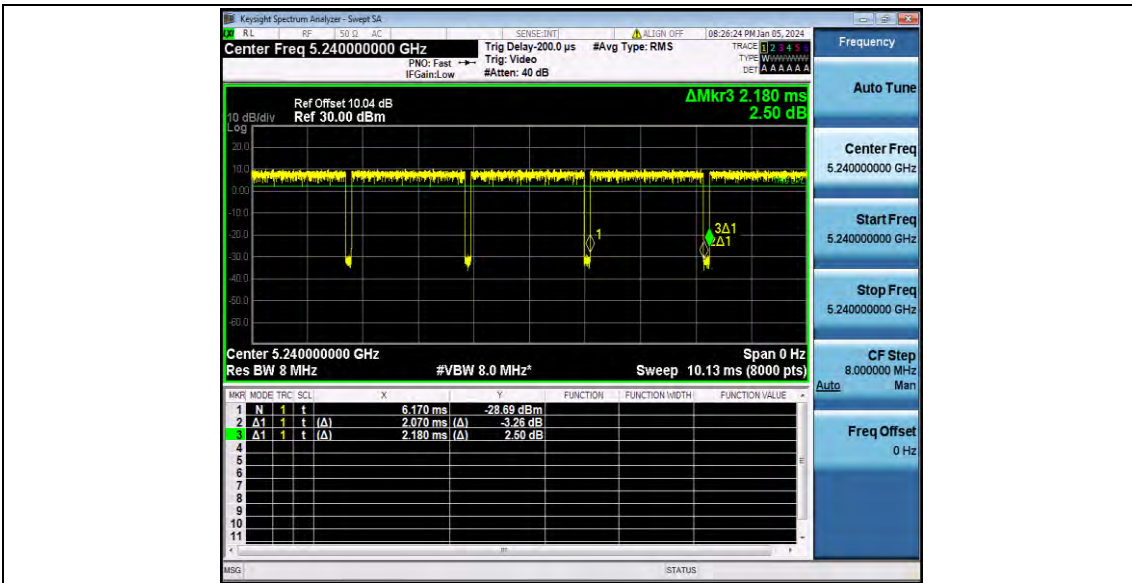 Keysight Spectrum Analyzer - Swept SA
RL RF 50 Ω AC SENSE:INT ALIGN OFF 08:26:24 PM Jan 05, 2024
Center Freq 5.240000000 GHz Trig Delay-200.0 µs #Avg Type: RMS TRACE 1 2 3 4 5 6
PNO: Fast Trig: Video TYPE W
IFGain:Low #Atten: 40 dB DET A A A A A A
Frequency
Auto Tune
Center Freq
5.240000000 GHz
Start Freq
5.240000000 GHz
Stop Freq
5.240000000 GHz
CF Step
8.000000 MHz
Auto Man
Freq Offset
0 Hz
ΔMkr3 2.180 ms
2.50 dB
Ref Offset 10.04 dB
10 dB/div Ref 30.00 dBm
Log
20.0
10.0
0.00
-10.0
-20.0
-30.0
-40.0
-50.0
-60.0
1
3Δ1
2Δ1
Center 5.240000000 GHz Span 0 Hz
Res BW 8 MHz #VBW 8.0 MHz* Sweep 10.13 ms (8000 pts)
MKR MODE TRC SCL X Y FUNCTION FUNCTION WIDTH FUNCTION VALUE
1 N 1 t 6.170 ms -28.69 dBm
2 Δ1 1 t (Δ) 2.070 ms (Δ) -3.26 dB
3 Δ1 1 t (Δ) 2.180 ms (Δ) 2.50 dB
4
5
6
7
8
9
10
11
MSG STATUS